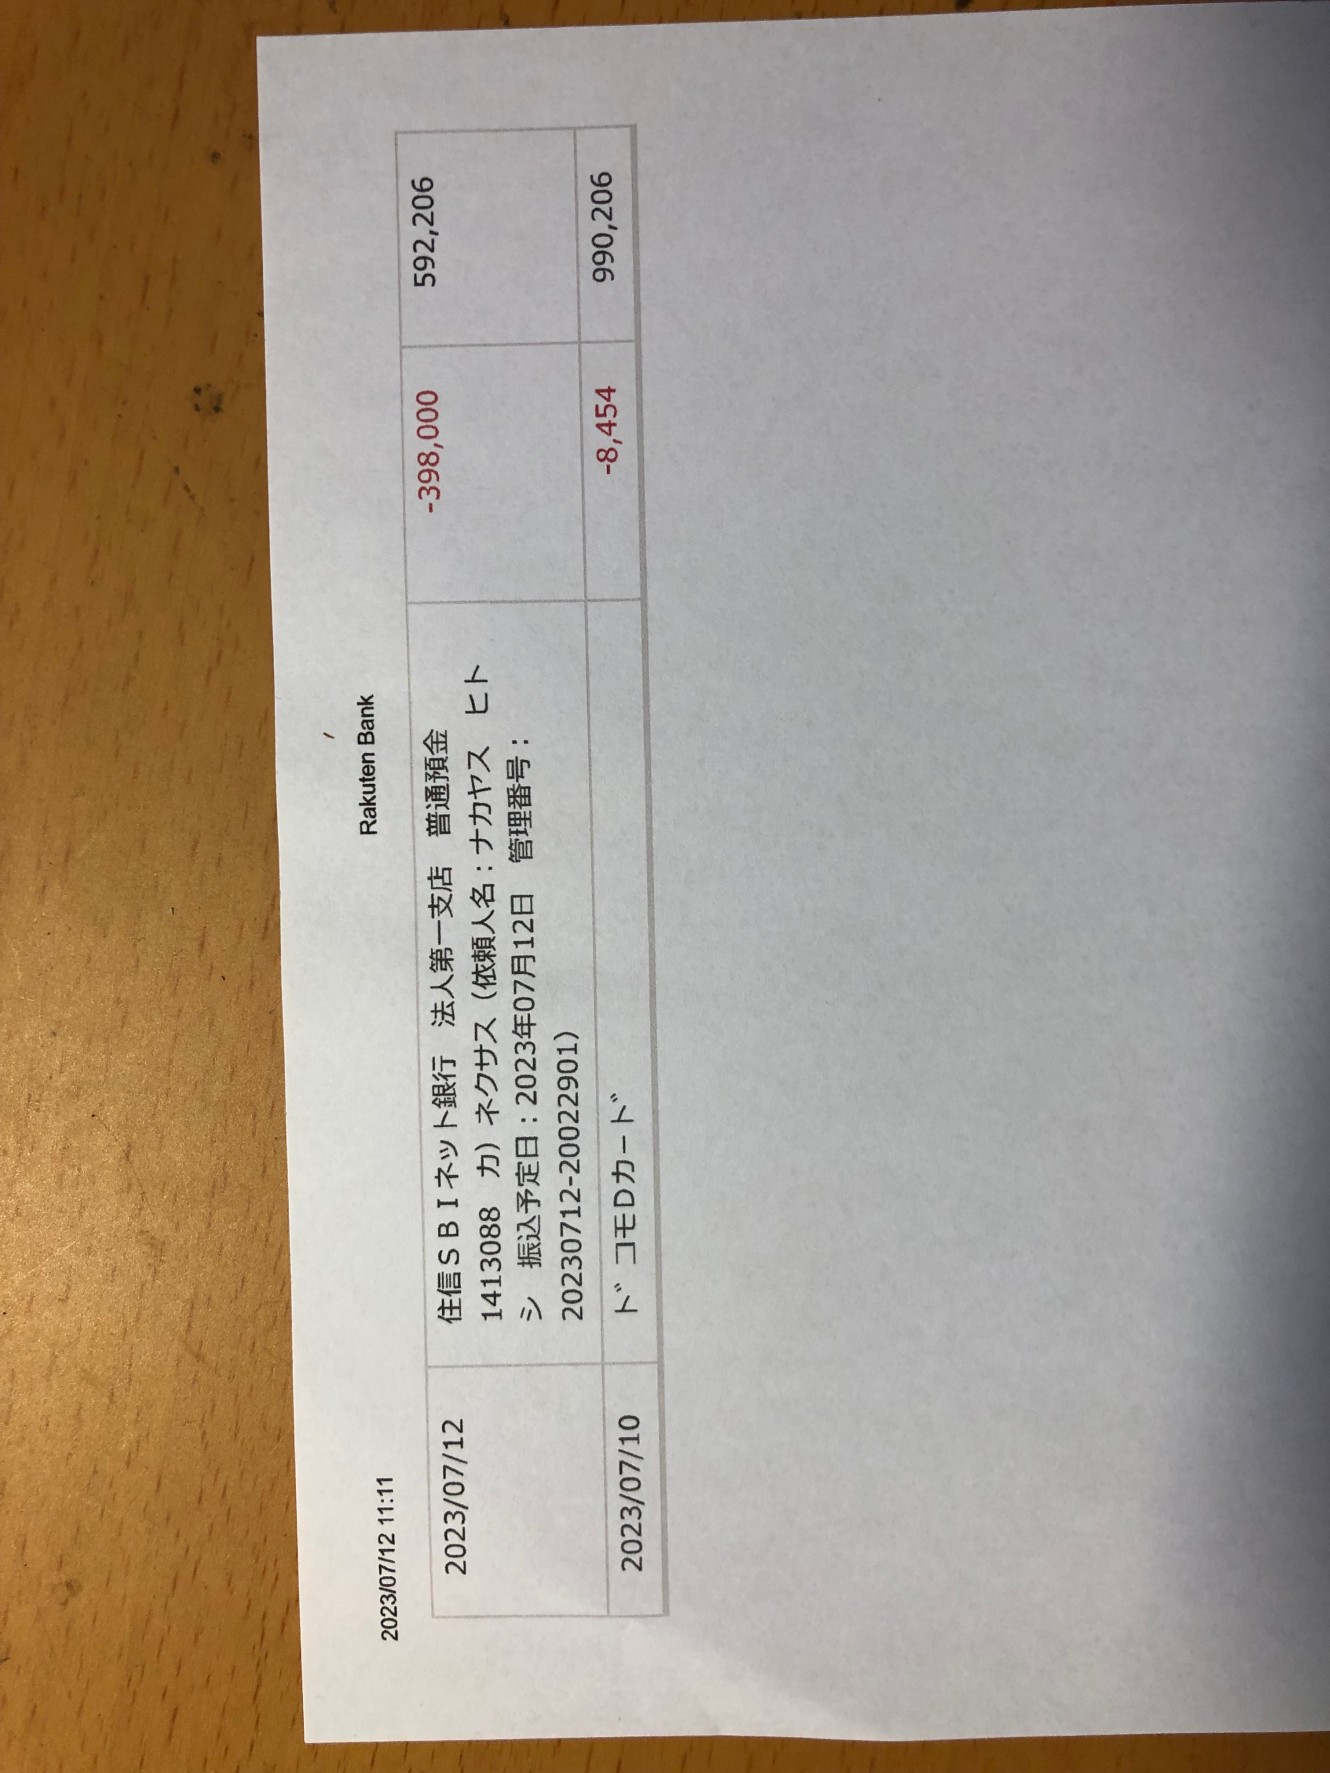 2023/07/12 11:11
Rakuten Bank
2023/07/12
住信ＳＢＩネット銀行　法人第一支店　普通預金
1413088　カ）ネクサス（依頼人名：ナカヤス　ヒト
シ　振込予定日：2023年07月12日　管理番号：
20230712-20022901）
-398,000
592,206
2023/07/10
ト゛コモDカート゛
-8,454
990,206